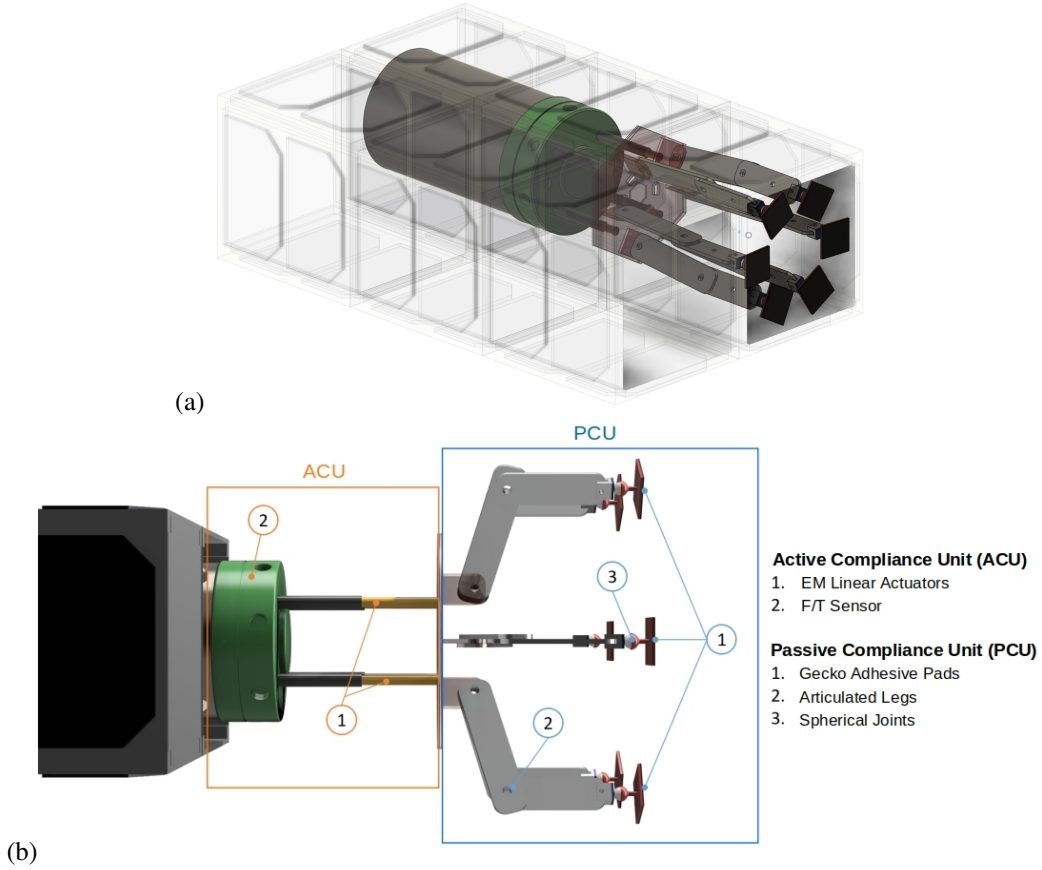 (a)
PCU
ACU
2
3
1
1
2
Active Compliance Unit (ACU)
1. EM Linear Actuators
2. F/T Sensor
Passive Compliance Unit (PCU)
1. Gecko Adhesive Pads
2. Articulated Legs
3. Spherical Joints
(b)